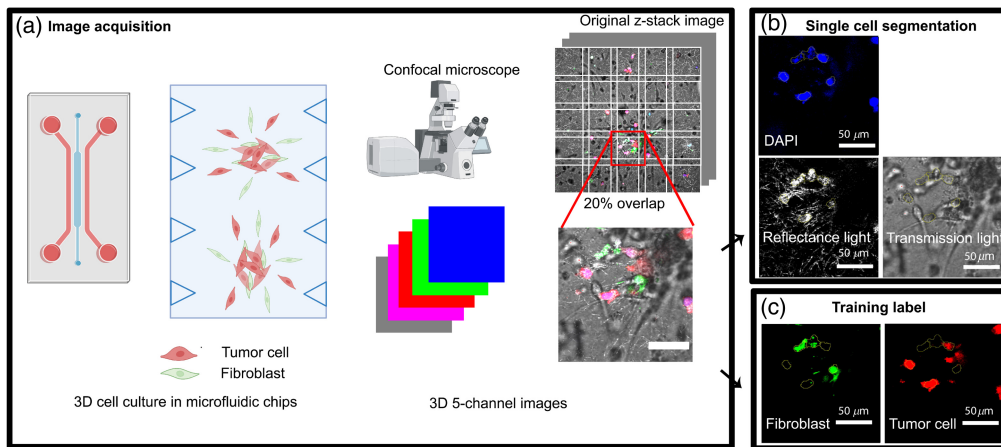 (a) Image acquisition
Original z-stack image
Confocal microscope
20% overlap
Tumor cell
Fibroblast
3D cell culture in microfluidic chips
3D 5-channel images
(b) Single cell segmentation
DAPI
50 μm
Reflectance light
50 μm
Transmission light
50 μm
(c) Training label
Fibroblast
50 μm
Tumor cell
50 μm